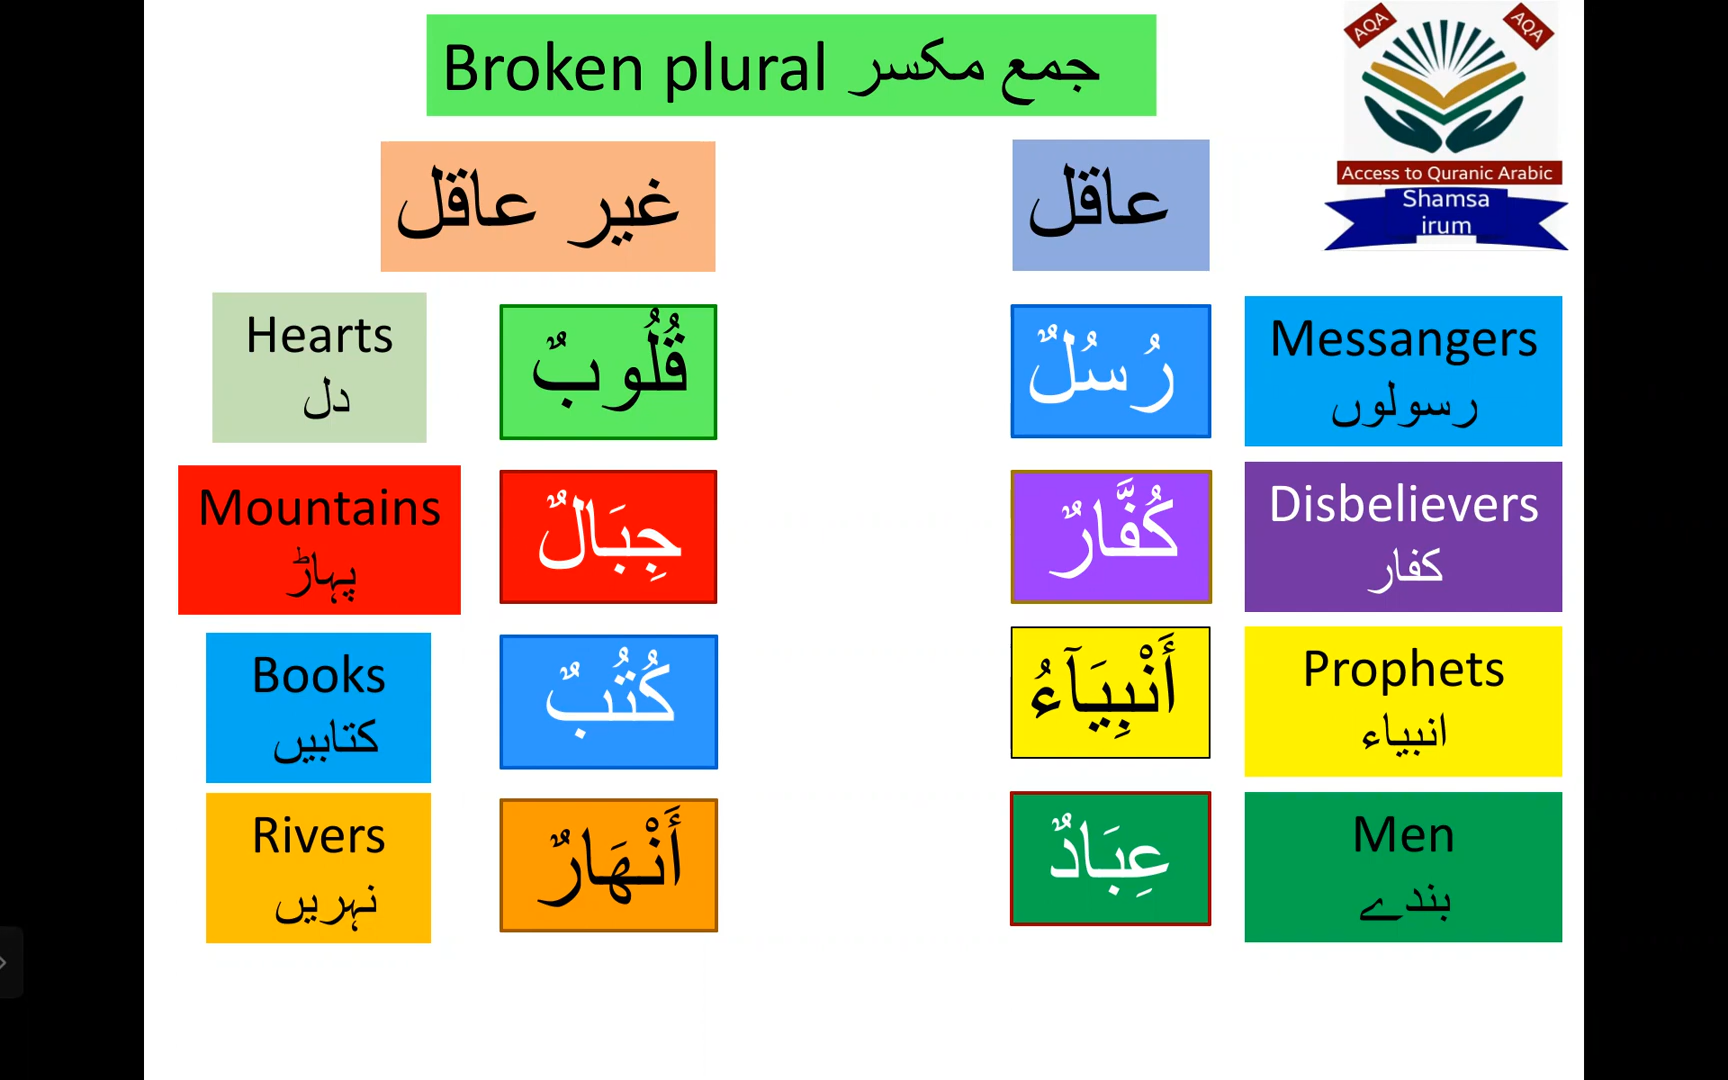 Broken plural جمع مکسر
AQA
AQA
Access to Quranic Arabic
Shamsa
irum
غیر عاقل
عاقل
Hearts
دل
قُلُوبٌ
رُسُلٌ
Messangers
رسولوں
Mountains
پہاڑ
جِبَالٌ
كُفَّارٌ
Disbelievers
کفار
Books
کتابیں
كُتُبٌ
أَنْبِيَآءُ
Prophets
انبیاء
Rivers
نہریں
أَنْهَارٌ
عِبَادٌ
Men
بندے